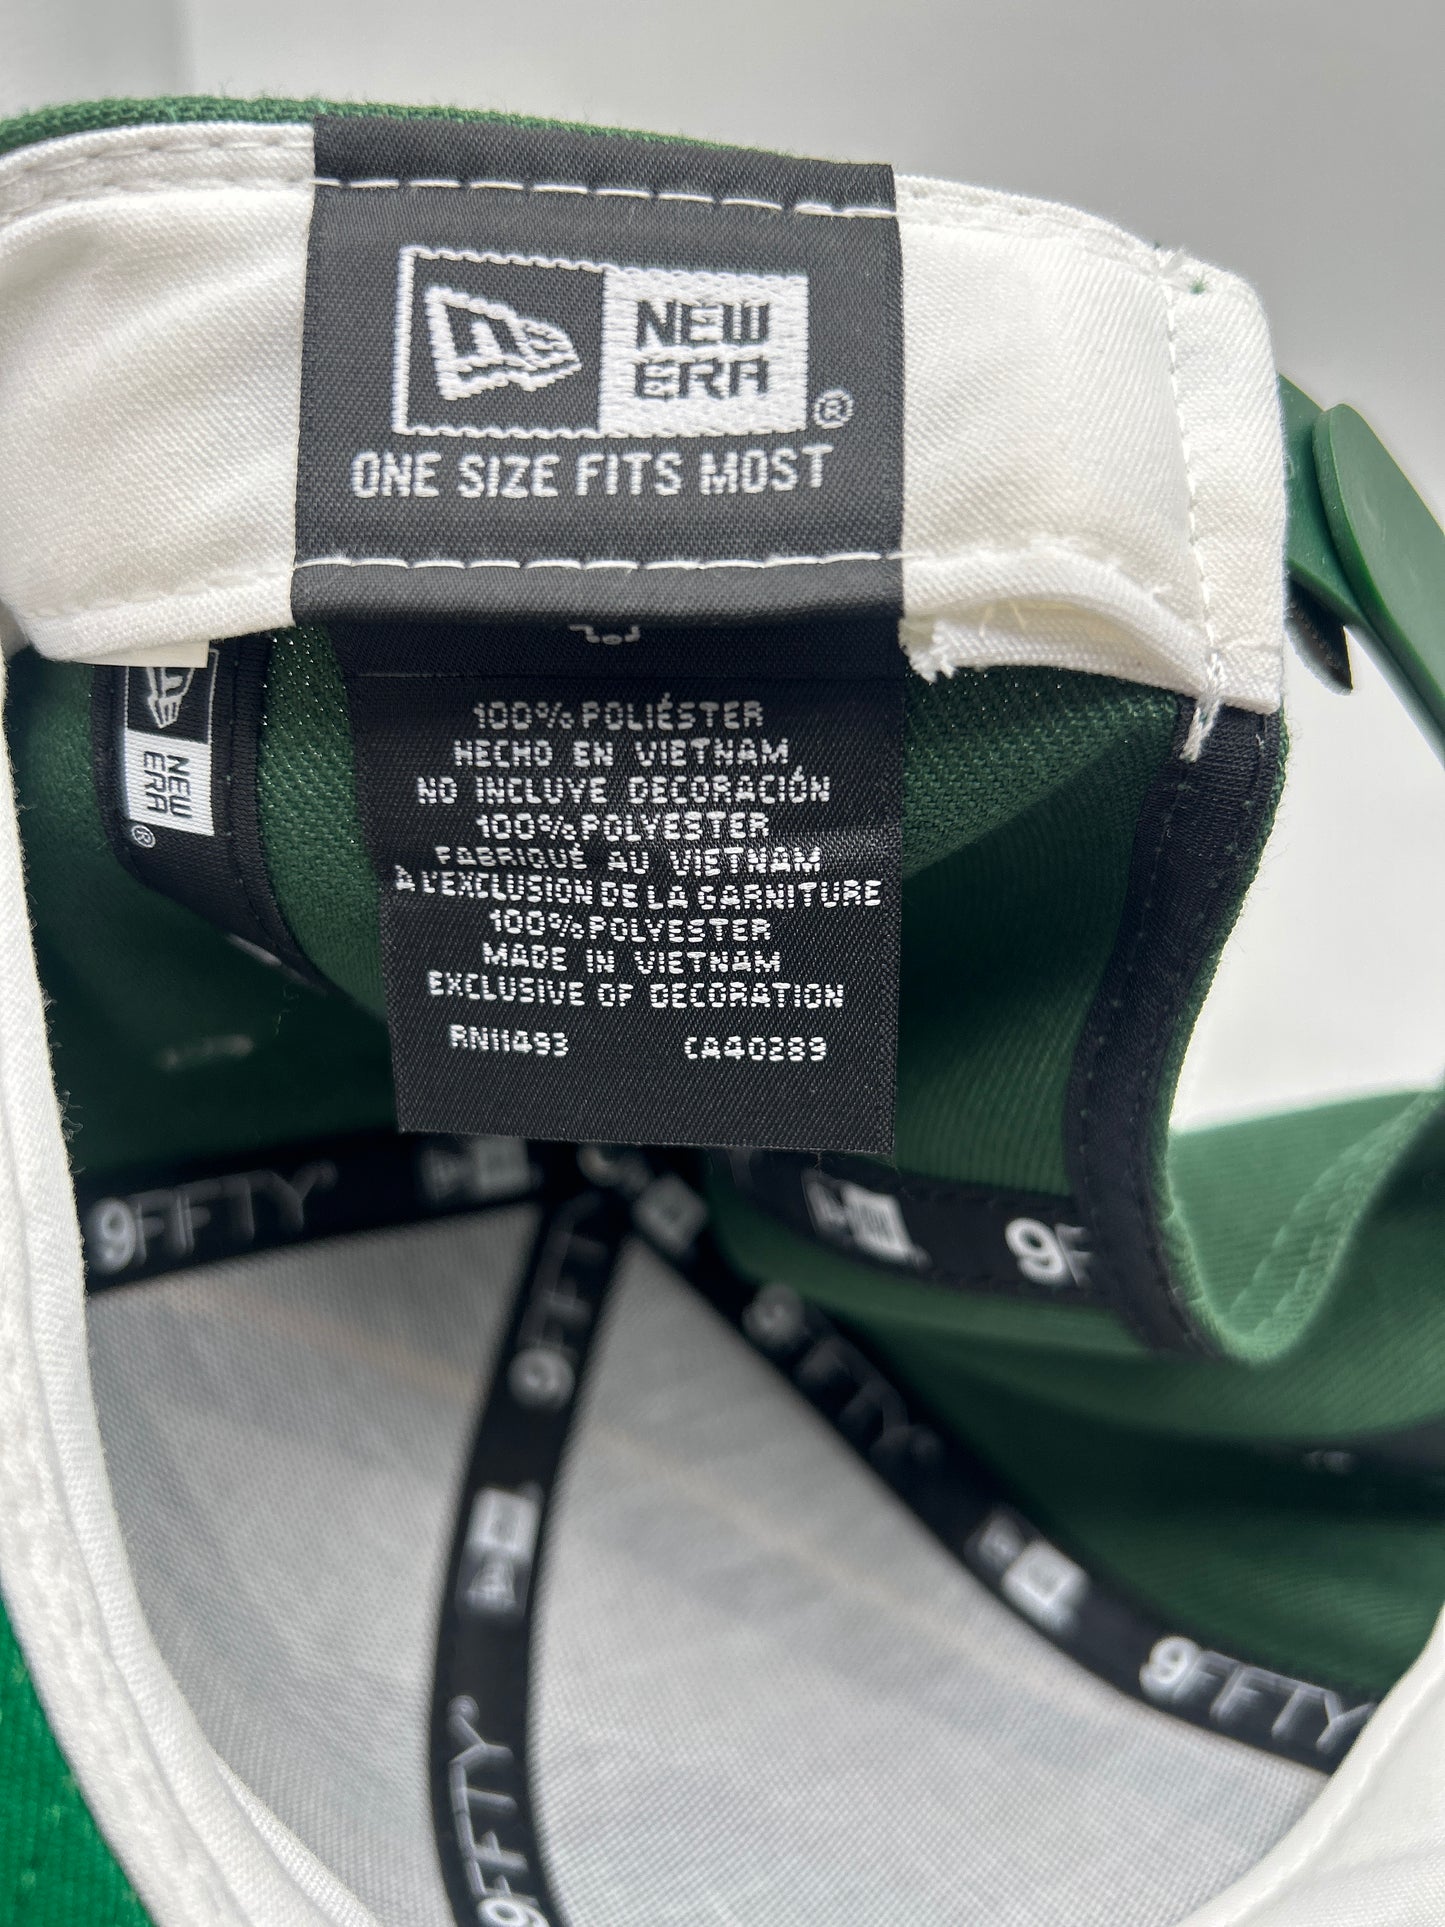 NEW
ERA
®
ONE SIZE FITS MOST
NEW
ERA
®
100% POLIÉSTER
HECHO EN VIETNAM
NO INCLUYE DECORACIÓN
100% POLYESTER
FABRIQUÉ AU VIETNAM
À L'EXCLUSION DE LA GARNITURE
100% POLYESTER
MADE IN VIETNAM
EXCLUSIVE OF DECORATION
RN11493 CA40289
9FIFTY
9FIFTY
9FIFTY
9FIFTY
9FIFTY